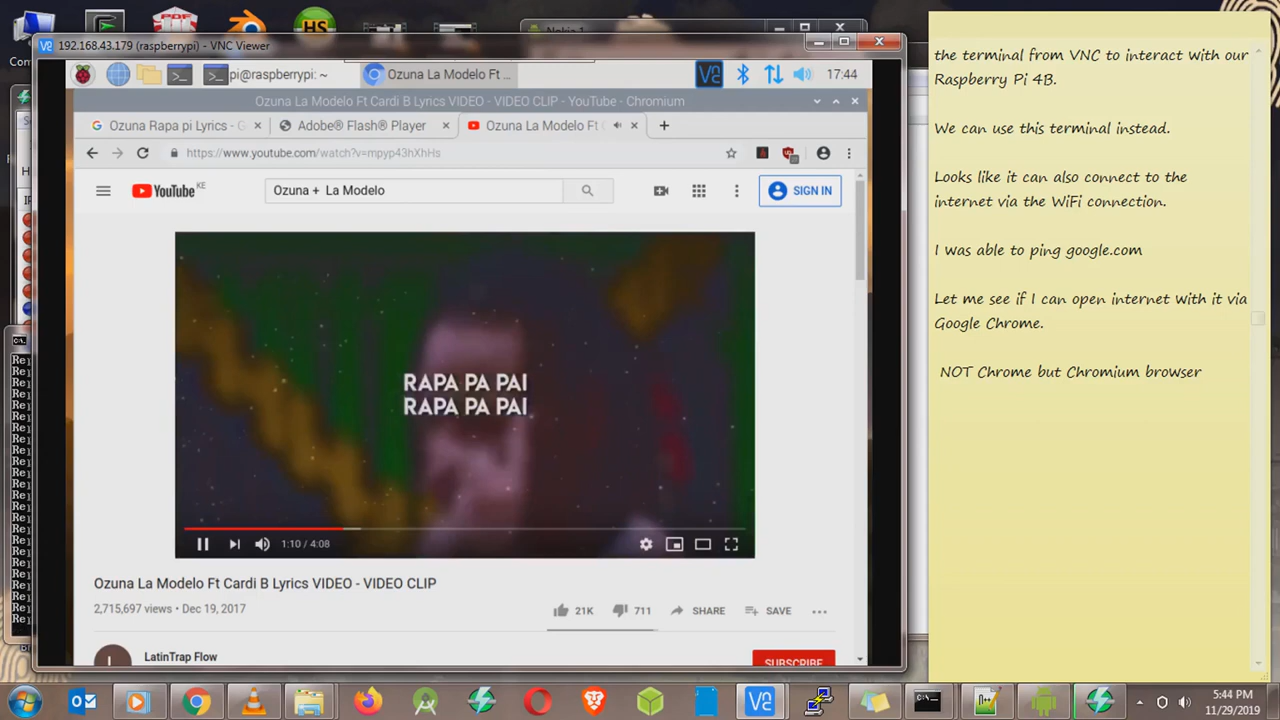 PDF
HS
192.168.43.179 (raspberrypi) - VNC Viewer
pi@raspberrypi: ~
Ozuna La Modelo Ft ...
17:44
Ozuna La Modelo Ft Cardi B Lyrics VIDEO - VIDEO CLIP - YouTube - Chromium
Ozuna Rapa pi Lyrics - G
Adobe® Flash® Player
Ozuna La Modelo Ft C
https://www.youtube.com/watch?v=mpyp43hXhHs
YouTube KE
Ozuna + La Modelo
SIGN IN
RAPA PA PAI
RAPA PA PAI
1:10 / 4:08
Ozuna La Modelo Ft Cardi B Lyrics VIDEO - VIDEO CLIP
2,715,697 views • Dec 19, 2017
21K
711
SHARE
SAVE
LatinTrap Flow
SUBSCRIBE
the terminal from VNC to interact with our
Raspberry Pi 4B.
We can use this terminal instead.
Looks like it can also connect to the
internet via the WiFi connection.
I was able to ping google.com
Let me see if I can open internet with it via
Google Chrome.
NOT Chrome but Chromium browser
5:44 PM
11/29/2019